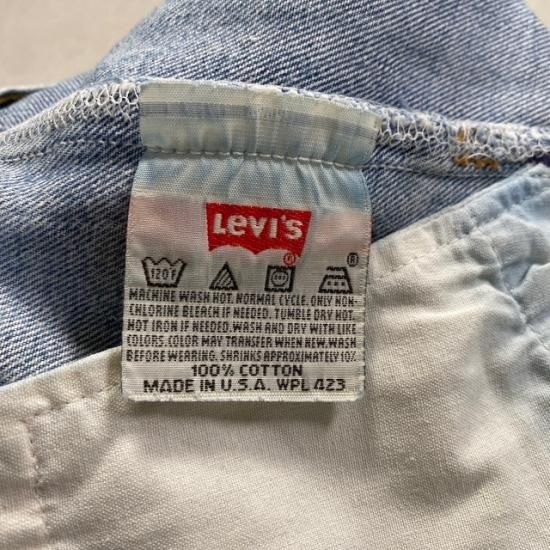 Levi's
®
120F ®
MACHINE WASH HOT. NORMAL CYCLE. ONLY NON-
CHLORINE BLEACH IF NEEDED. TUMBLE DRY HOT.
HOT IRON IF NEEDED. WASH AND DRY WITH LIKE
COLORS. COLOR MAY TRANSFER WHEN NEW. WASH
BEFORE WEARING. SHRINKS APPROXIMATELY 10%
100% COTTON
MADE IN U.S.A. WPL 423